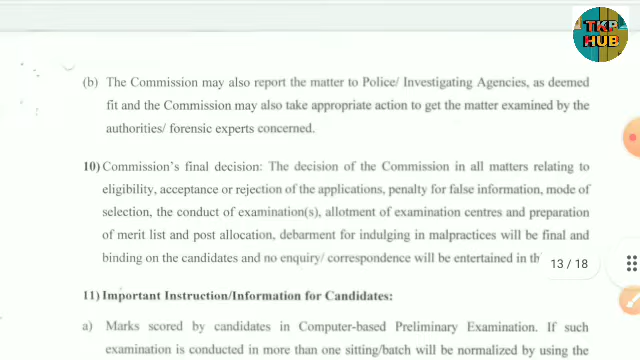 TKP
HUB
(b) The Commission may also report the matter to Police/ Investigating Agencies, as deemed
fit and the Commission may also take appropriate action to get the matter examined by the
authorities/ forensic experts concerned.
10) Commission's final decision: The decision of the Commission in all matters relating to
eligibility, acceptance or rejection of the applications, penalty for false information, mode of
selection, the conduct of examination(s), allotment of examination centres and preparation
of merit list and post allocation, debarment for indulging in malpractices will be final and
binding on the candidates and no enquiry/ correspondence will be entertained in
13 / 18
11) Important Instruction/Information for Candidates:
a) Marks scored by candidates in Computer-based Preliminary Examination. If such
examination is conducted in more than one sitting/batch will be normalized by using the